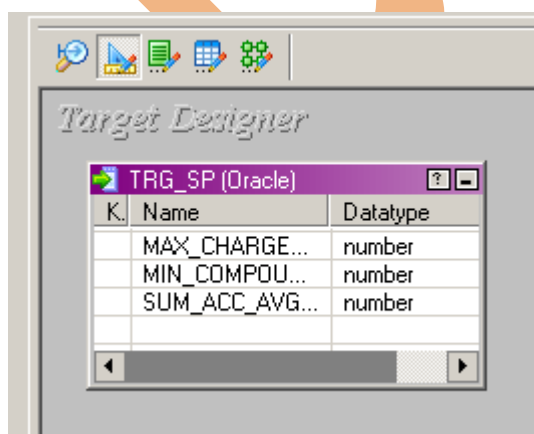 Target Designer
TRG_SP (Oracle)
K. Name Datatype
MAX_CHARGE... number
MIN_COMPOU... number
SUM_ACC_AVG... number